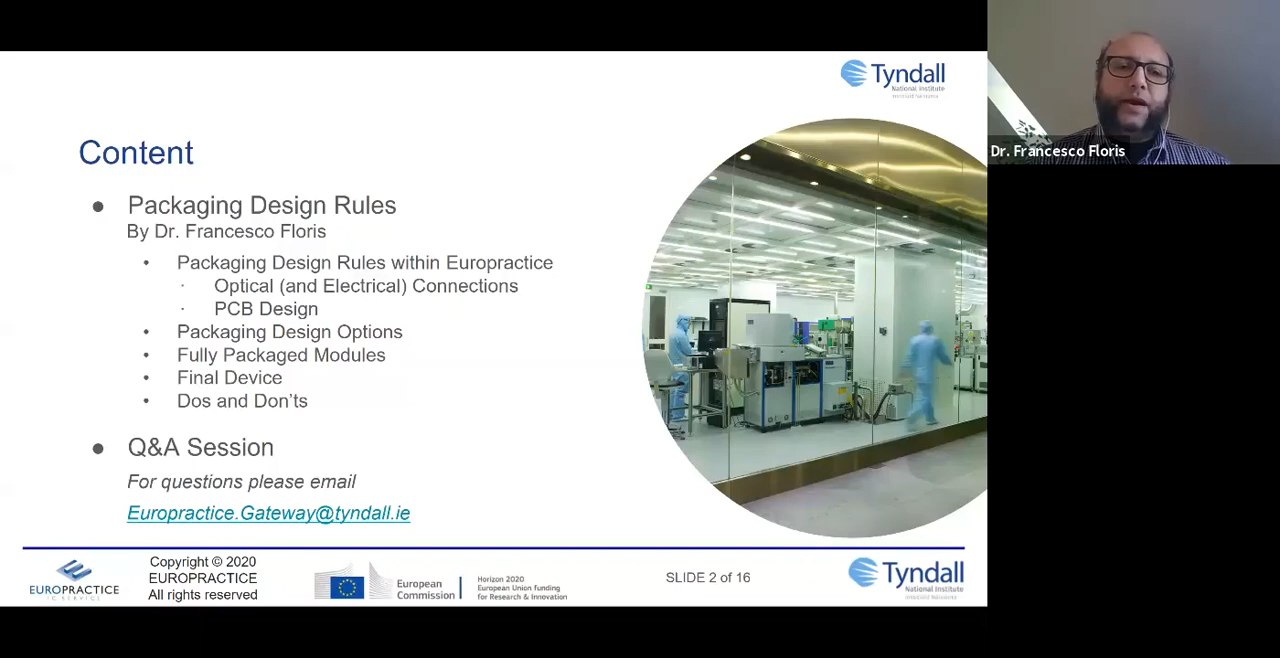 Tyndall
National Institute
Content
● Packaging Design Rules
By Dr. Francesco Floris
• Packaging Design Rules within Europractice
· Optical (and Electrical) Connections
· PCB Design
• Packaging Design Options
• Fully Packaged Modules
• Final Device
• Dos and Don'ts
● Q&A Session
For questions please email
Europractice.Gateway@tyndall.ie
EUROPRACTICE
IC SERVICE
Copyright © 2020
EUROPRACTICE
All rights reserved
European
Commission
Horizon 2020
European Union funding
for Research & Innovation
SLIDE 2 of 16
Tyndall
National Institute
Dr. Francesco Floris